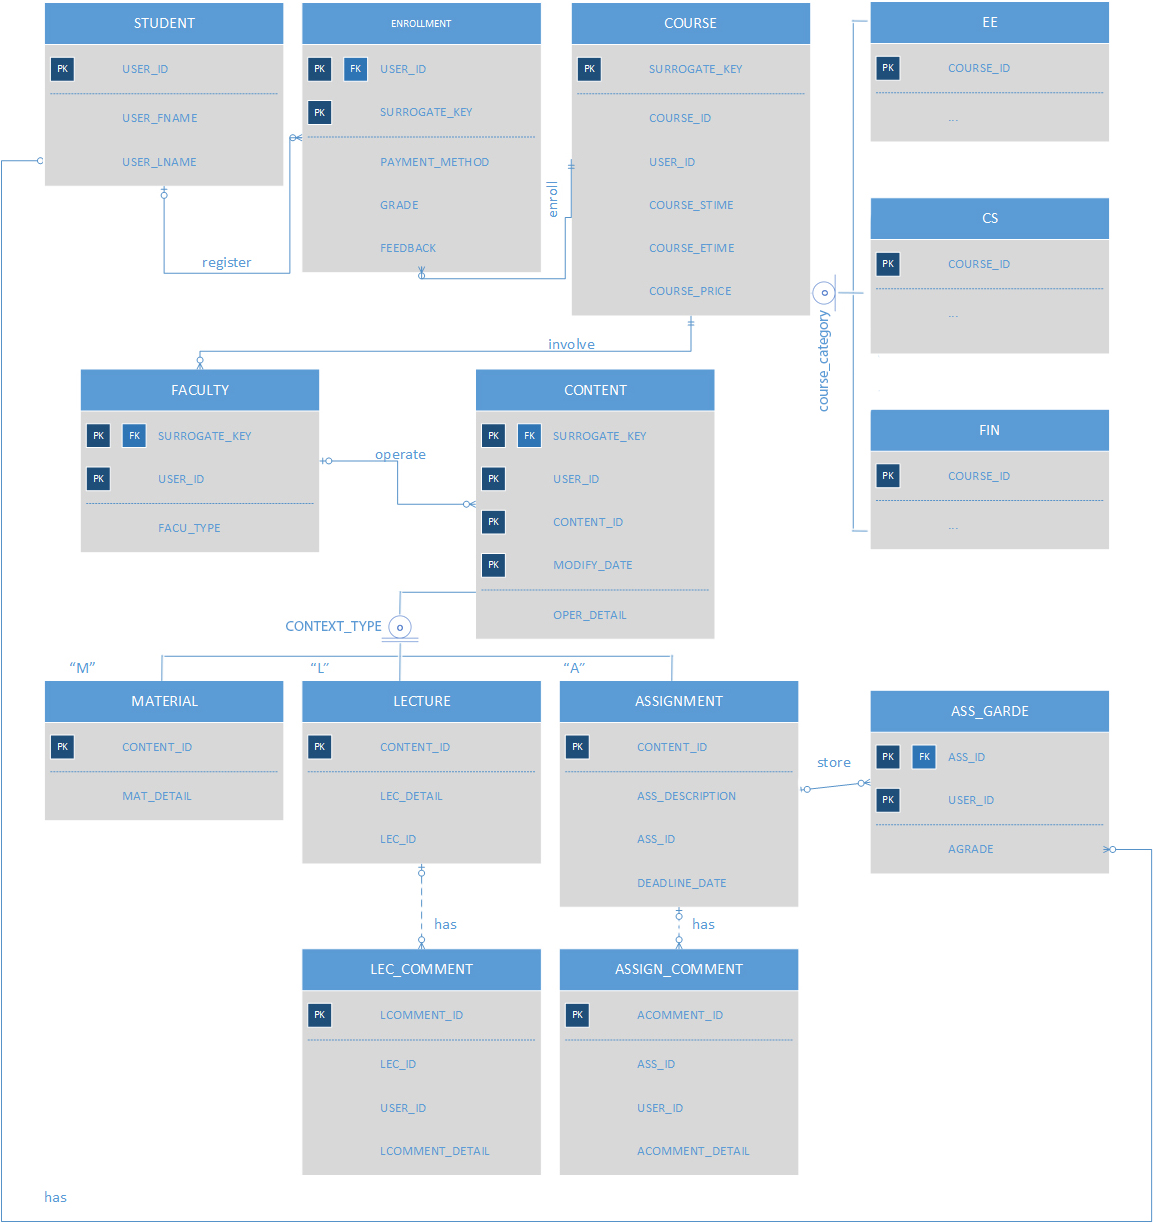 STUDENT
PK USER_ID
USER_FNAME
USER_LNAME
ENROLLMENT
PK FK USER_ID
PK SURROGATE_KEY
PAYMENT_METHOD
GRADE
FEEDBACK
COURSE
PK SURROGATE_KEY
COURSE_ID
USER_ID
COURSE_STIME
COURSE_ETIME
COURSE_PRICE
EE
PK COURSE_ID
...
CS
PK COURSE_ID
...
FIN
PK COURSE_ID
...
register
enroll
course_category
involve
FACULTY
PK FK SURROGATE_KEY
PK USER_ID
FACU_TYPE
operate
CONTENT
PK FK SURROGATE_KEY
PK USER_ID
PK CONTENT_ID
PK MODIFY_DATE
OPER_DETAIL
CONTEXT_TYPE
“M”
“L”
“A”
MATERIAL
PK CONTENT_ID
MAT_DETAIL
LECTURE
PK CONTENT_ID
LEC_DETAIL
LEC_ID
ASSIGNMENT
PK CONTENT_ID
ASS_DESCRIPTION
ASS_ID
DEADLINE_DATE
store
ASS_GARDE
PK FK ASS_ID
PK USER_ID
AGRADE
has
has
LEC_COMMENT
PK LCOMMENT_ID
LEC_ID
USER_ID
LCOMMENT_DETAIL
ASSIGN_COMMENT
PK ACOMMENT_ID
ASS_ID
USER_ID
ACOMMENT_DETAIL
has